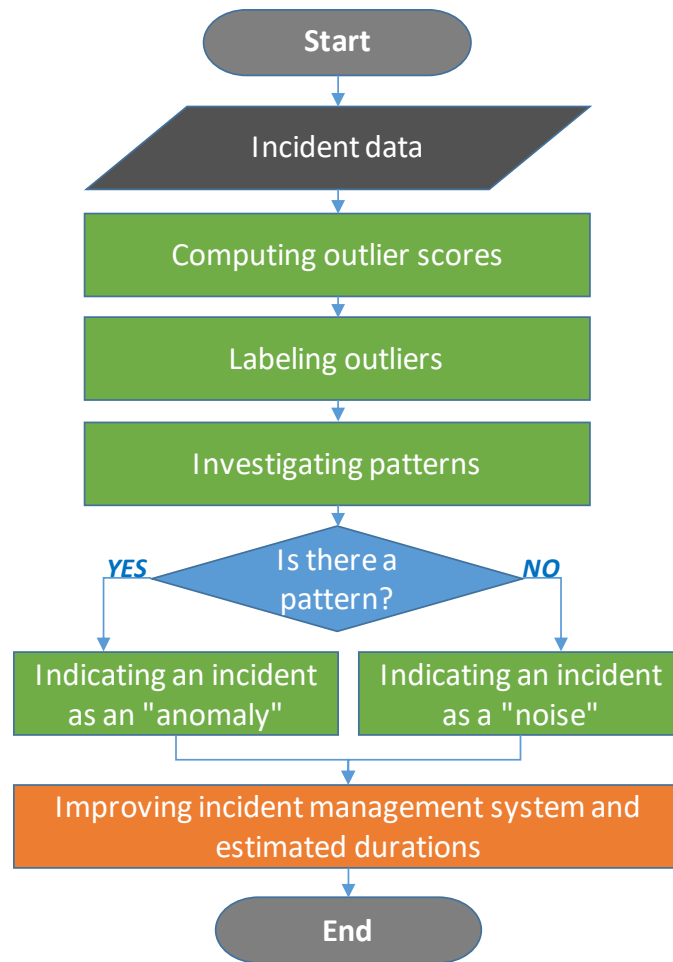 Start
Incident data
Computing outlier scores
Labeling outliers
Investigating patterns
Is there a
pattern?
YES
NO
Indicating an incident
as an "anomaly"
Indicating an incident
as a "noise"
Improving incident management system and
estimated durations
End